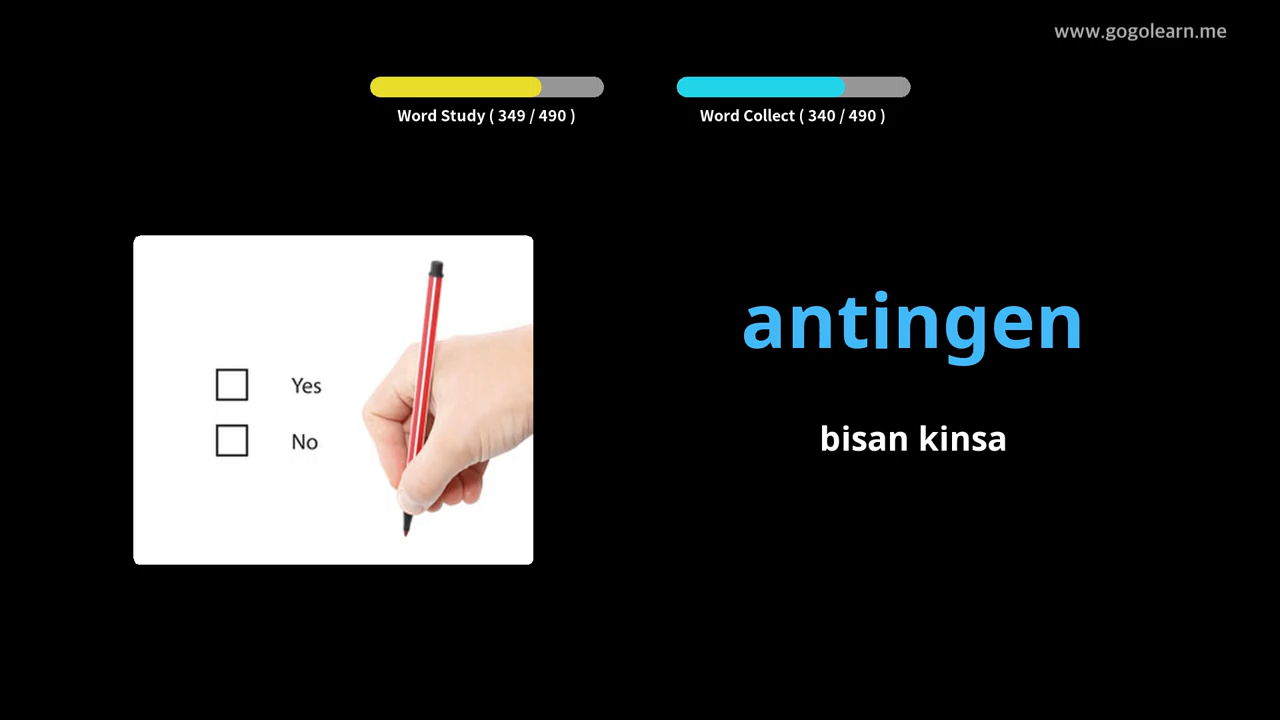 www.gogolearn.me
Word Study ( 349 / 490 )
Word Collect ( 340 / 490 )
Yes
No
antingen
bisan kinsa